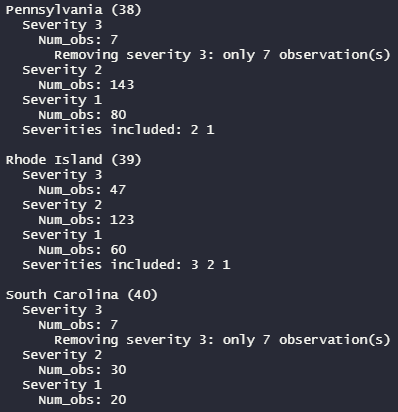 Pennsylvania (38)
Severity 3
Num_obs: 7
Removing severity 3: only 7 observation(s)
Severity 2
Num_obs: 143
Severity 1
Num_obs: 80
Severities included: 2 1
Rhode Island (39)
Severity 3
Num_obs: 47
Severity 2
Num_obs: 123
Severity 1
Num_obs: 60
Severities included: 3 2 1
South Carolina (40)
Severity 3
Num_obs: 7
Removing severity 3: only 7 observation(s)
Severity 2
Num_obs: 30
Severity 1
Num_obs: 20